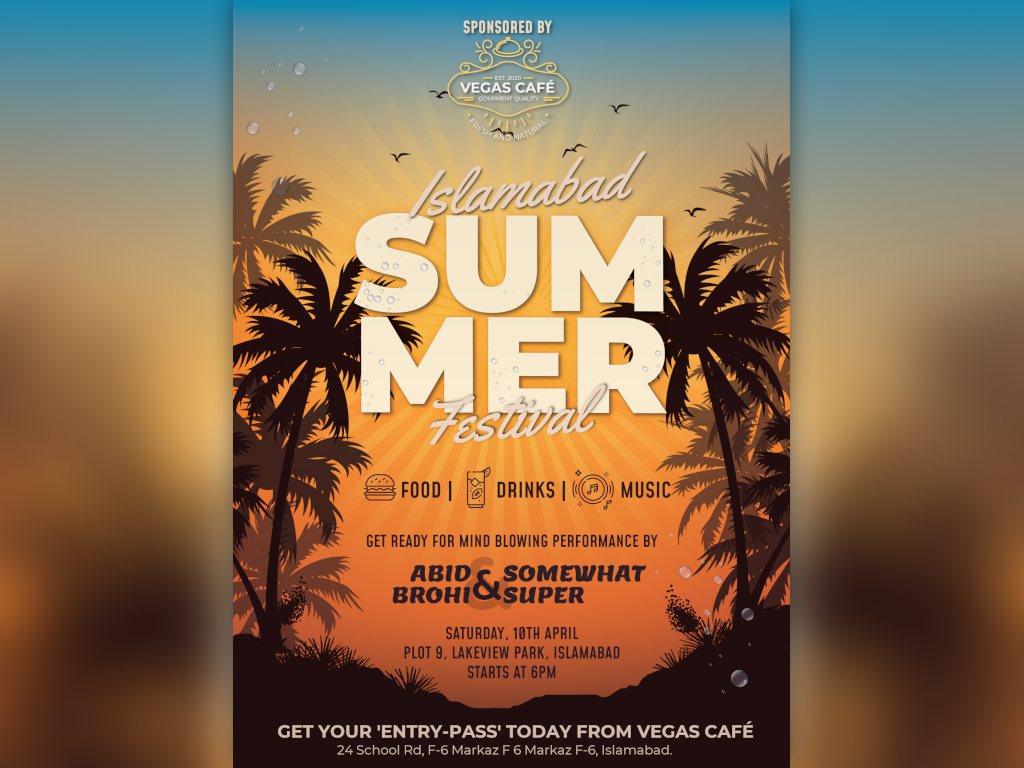 SPONSORED BY
EST. 2020
VEGAS CAFÉ
GOURMENT QUALITY
FRESH AND NATURAL
Islamabad
SUM
MER
Festival
FOOD | DRINKS | MUSIC
GET READY FOR MIND BLOWING PERFORMANCE BY
ABID BROHI & SOMEWHAT SUPER
SATURDAY, 10TH APRIL
PLOT 9, LAKEVIEW PARK, ISLAMABAD
STARTS AT 6PM
GET YOUR 'ENTRY-PASS' TODAY FROM VEGAS CAFÉ
24 School Rd, F-6 Markaz F 6 Markaz F-6, Islamabad.